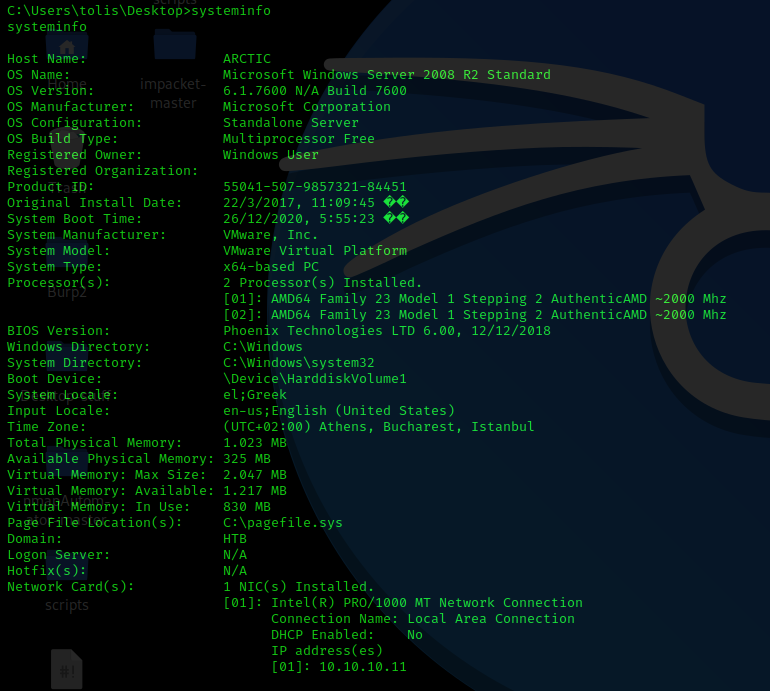 C:\Users\tolis\Desktop>systeminfo
systeminfo
Host Name: ARCTIC
OS Name: Microsoft Windows Server 2008 R2 Standard
OS Version: 6.1.7600 N/A Build 7600
OS Manufacturer: Microsoft Corporation
OS Configuration: Standalone Server
OS Build Type: Multiprocessor Free
Registered Owner: Windows User
Registered Organization:
Product ID: 55041-507-9857321-84451
Original Install Date: 22/3/2017, 11:09:45 ��
System Boot Time: 26/12/2020, 5:55:23 ��
System Manufacturer: VMware, Inc.
System Model: VMware Virtual Platform
System Type: x64-based PC
Processor(s): 2 Processor(s) Installed.
[01]: AMD64 Family 23 Model 1 Stepping 2 AuthenticAMD ~2000 Mhz
[02]: AMD64 Family 23 Model 1 Stepping 2 AuthenticAMD ~2000 Mhz
BIOS Version: Phoenix Technologies LTD 6.00, 12/12/2018
Windows Directory: C:\Windows
System Directory: C:\Windows\system32
Boot Device: \Device\HarddiskVolume1
System Locale: el;Greek
Input Locale: en-us;English (United States)
Time Zone: (UTC+02:00) Athens, Bucharest, Istanbul
Total Physical Memory: 1.023 MB
Available Physical Memory: 325 MB
Virtual Memory: Max Size: 2.047 MB
Virtual Memory: Available: 1.217 MB
Virtual Memory: In Use: 830 MB
Page File Location(s): C:\pagefile.sys
Domain: HTB
Logon Server: N/A
Hotfix(s): N/A
Network Card(s): 1 NIC(s) Installed.
[01]: Intel(R) PRO/1000 MT Network Connection
Connection Name: Local Area Connection
DHCP Enabled: No
IP address(es)
[01]: 10.10.10.11
scripts
Home
impacket-
master
Burp2
scripts
#!